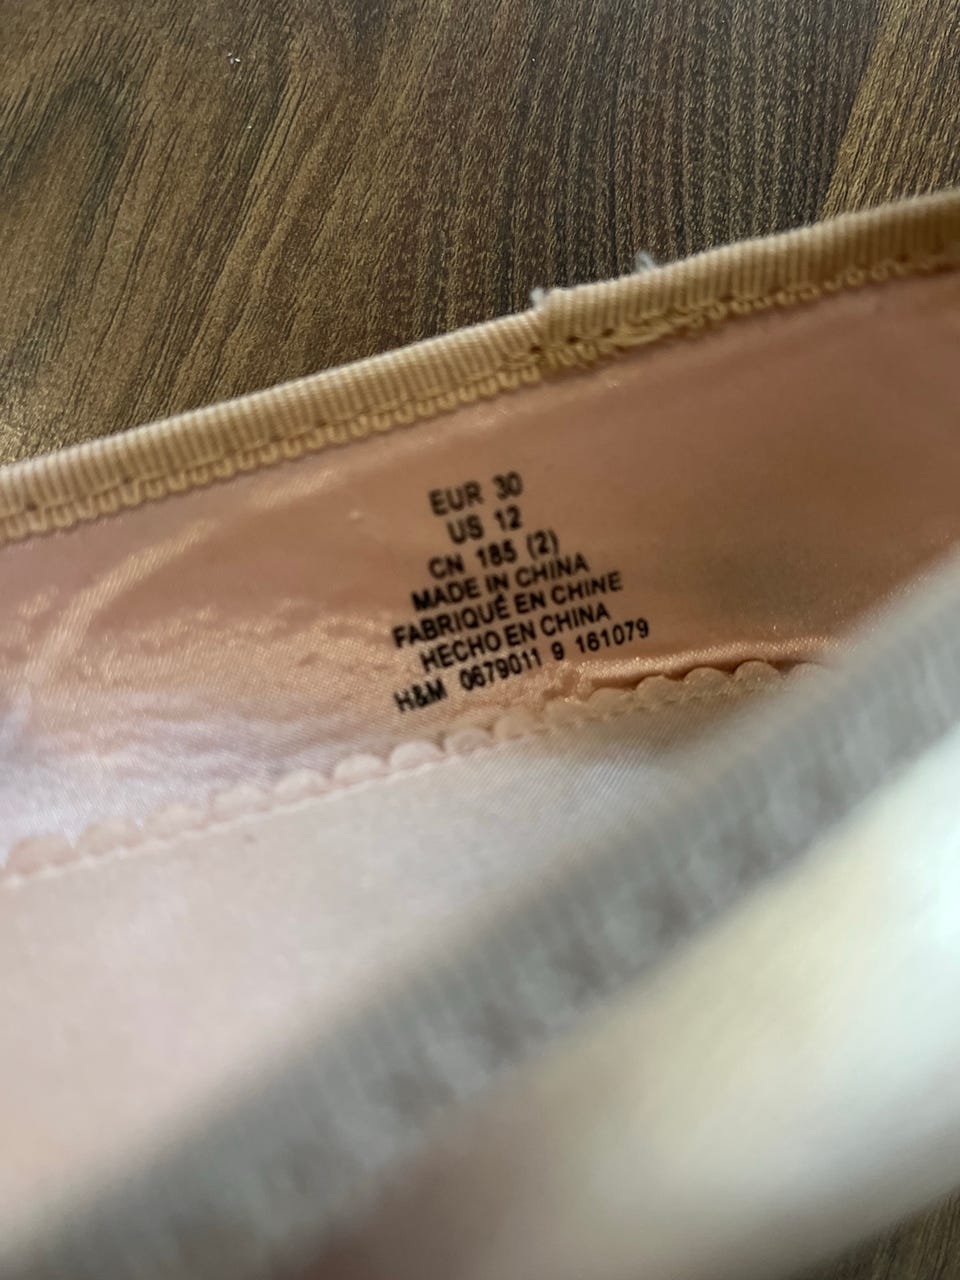 EUR 30
US 12
CN 185 (2)
MADE IN CHINA
FABRIQUÉ EN CHINE
HECHO EN CHINA
H&M 0679011 9 161079